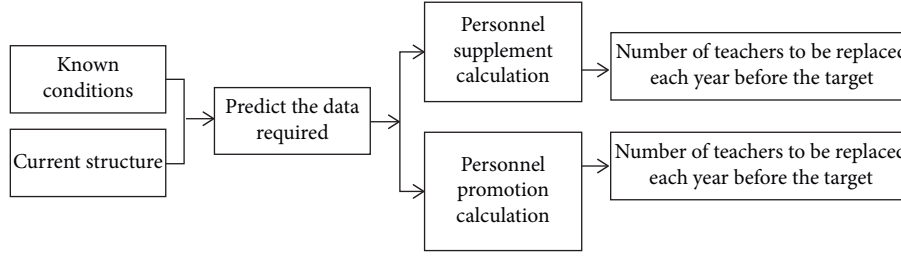 Known
conditions
Current structure
Predict the data
required
Personnel
supplement
calculation
Personnel
promotion
calculation
Number of teachers to be replaced
each year before the target
Number of teachers to be replaced
each year before the target